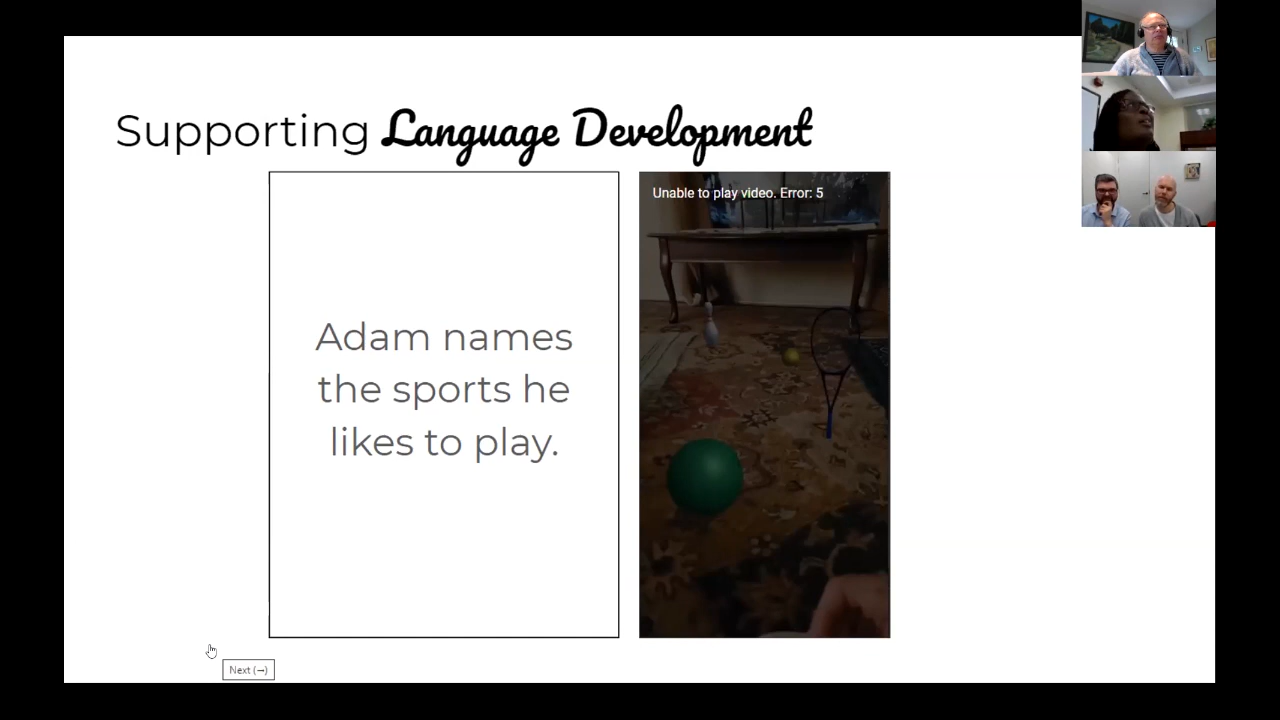 Supporting Language Development
Unable to play video. Error: 5
Adam names
the sports he
likes to play.
Next (→)